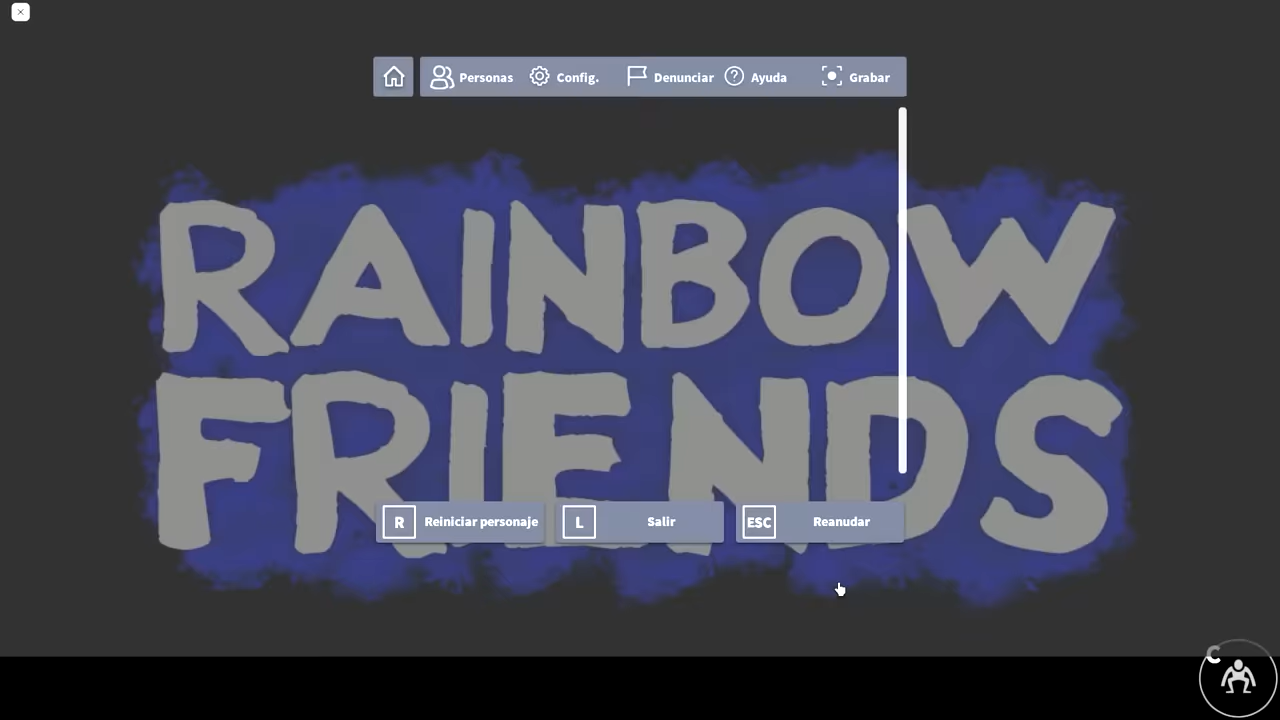 Personas Config. Denunciar Ayuda Grabar
RAINBOW
FRIENDS
R Reiniciar personaje L Salir ESC Reanudar
C